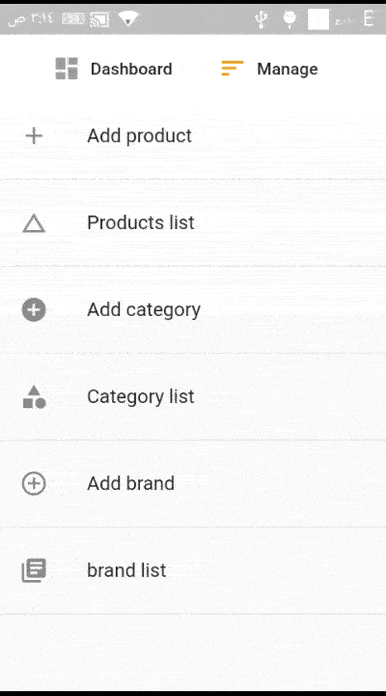 ٣:١٤ ص
Dashboard Manage
Add product
Products list
Add category
Category list
Add brand
brand list